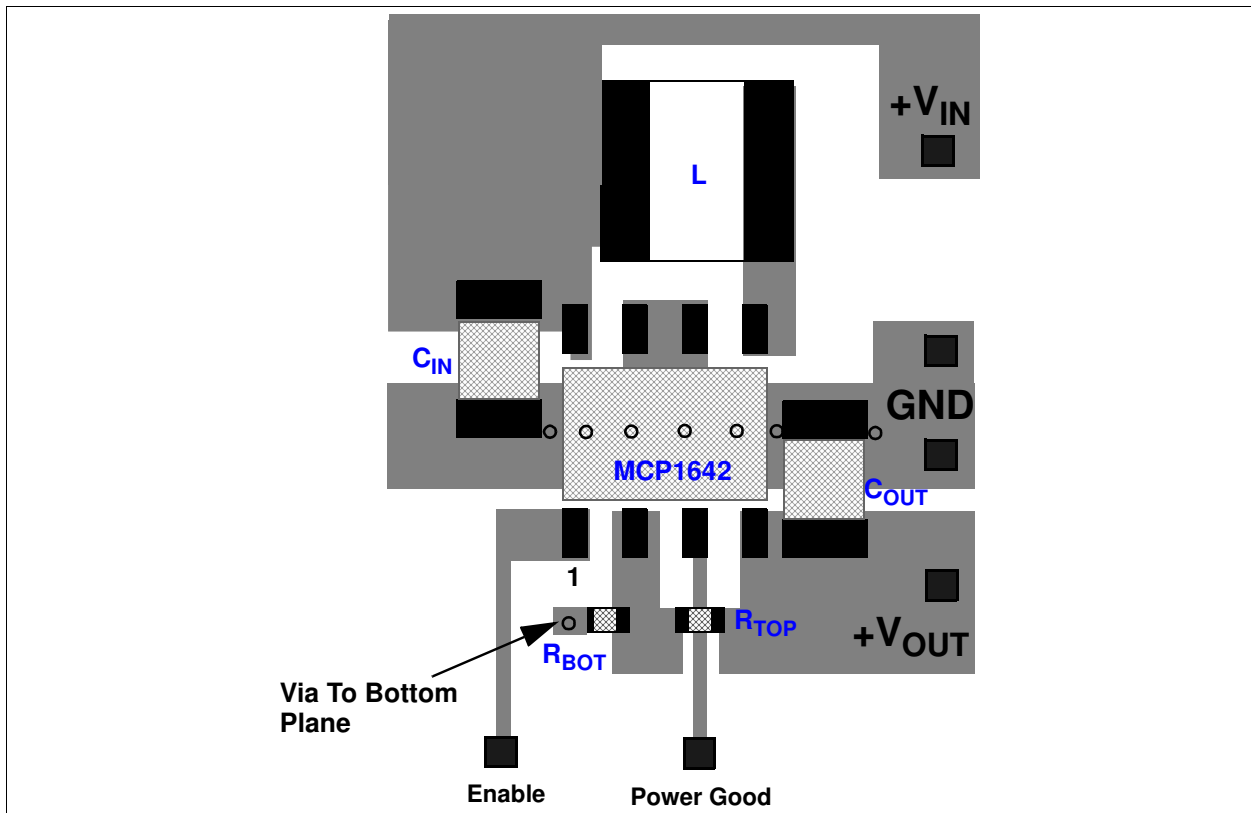 +VIN
L
CIN
GND
MCP1642
COUT
1
RTOP
+VOUT
RBOT
Via To Bottom
Plane
Enable
Power Good